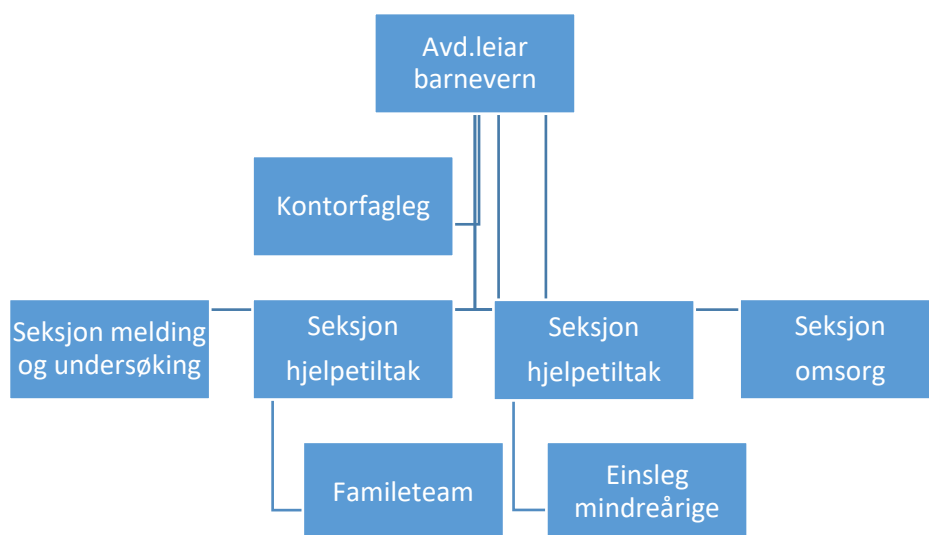 Avd.leiar
barnevern
Kontorfagleg
Seksjon melding
og undersøking
Seksjon
hjelpetiltak
Seksjon
hjelpetiltak
Seksjon
omsorg
Famileteam
Einsleg
mindreårige